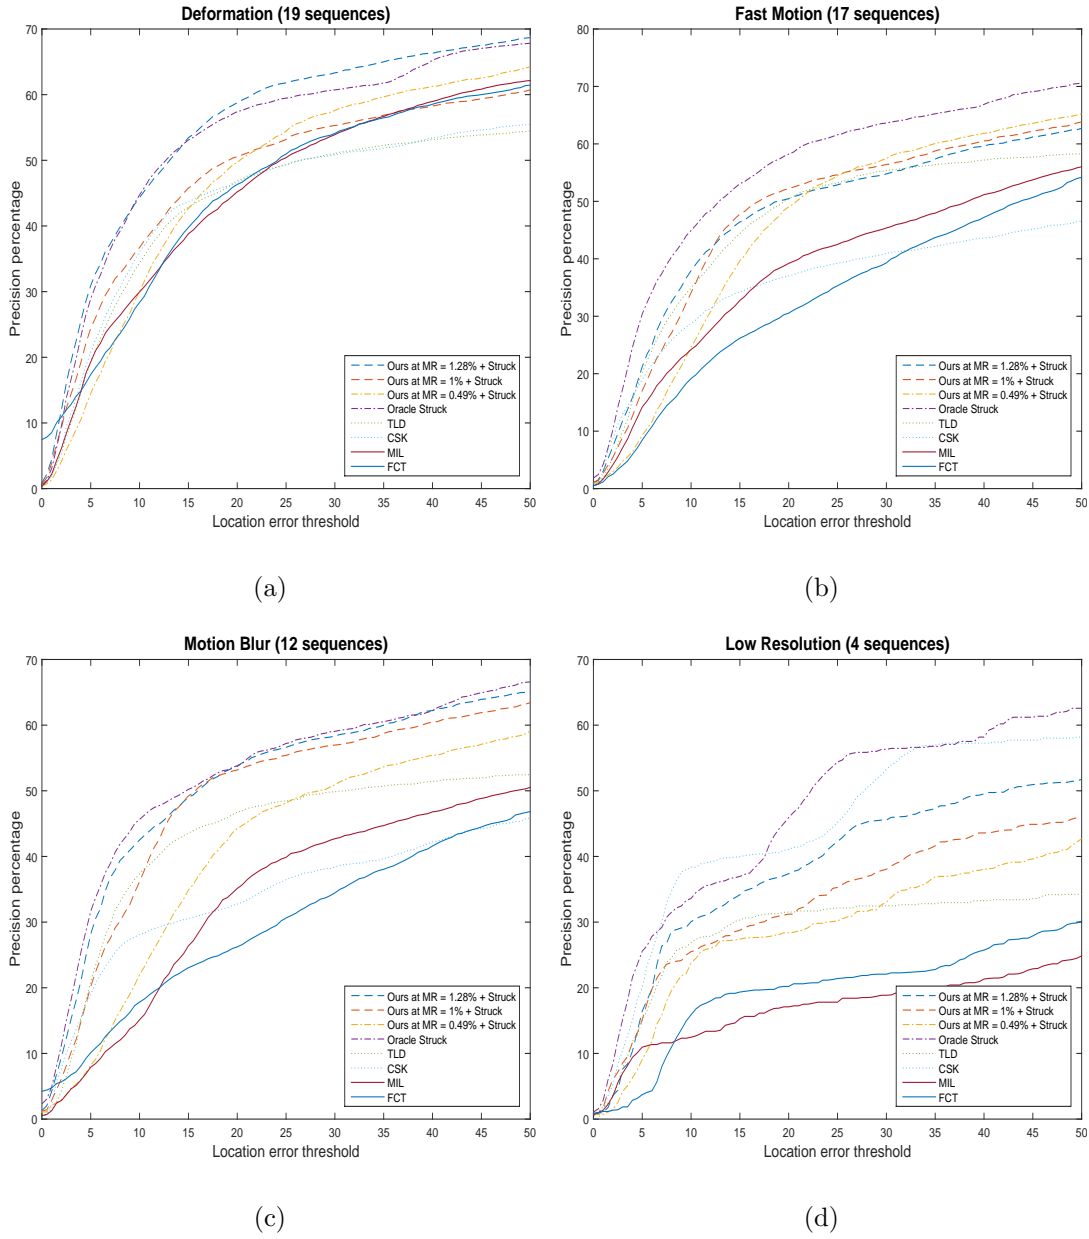 Deformation (19 sequences)
Precision percentage
70
60
50
40
30
20
10
0
Ours at MR = 1.28% + Struck
Ours at MR = 1% + Struck
Ours at MR = 0.49% + Struck
Oracle Struck
TLD
CSK
MIL
FCT
0 5 10 15 20 25 30 35 40 45 50
Location error threshold
(a)
Fast Motion (17 sequences)
Precision percentage
80
70
60
50
40
30
20
10
0
Ours at MR = 1.28% + Struck
Ours at MR = 1% + Struck
Ours at MR = 0.49% + Struck
Oracle Struck
TLD
CSK
MIL
FCT
0 5 10 15 20 25 30 35 40 45 50
Location error threshold
(b)
Motion Blur (12 sequences)
Precision percentage
70
60
50
40
30
20
10
0
Ours at MR = 1.28% + Struck
Ours at MR = 1% + Struck
Ours at MR = 0.49% + Struck
Oracle Struck
TLD
CSK
MIL
FCT
0 5 10 15 20 25 30 35 40 45 50
Location error threshold
(c)
Low Resolution (4 sequences)
Precision percentage
70
60
50
40
30
20
10
0
Ours at MR = 1.28% + Struck
Ours at MR = 1% + Struck
Ours at MR = 0.49% + Struck
Oracle Struck
TLD
CSK
MIL
FCT
0 5 10 15 20 25 30 35 40 45 50
Location error threshold
(d)